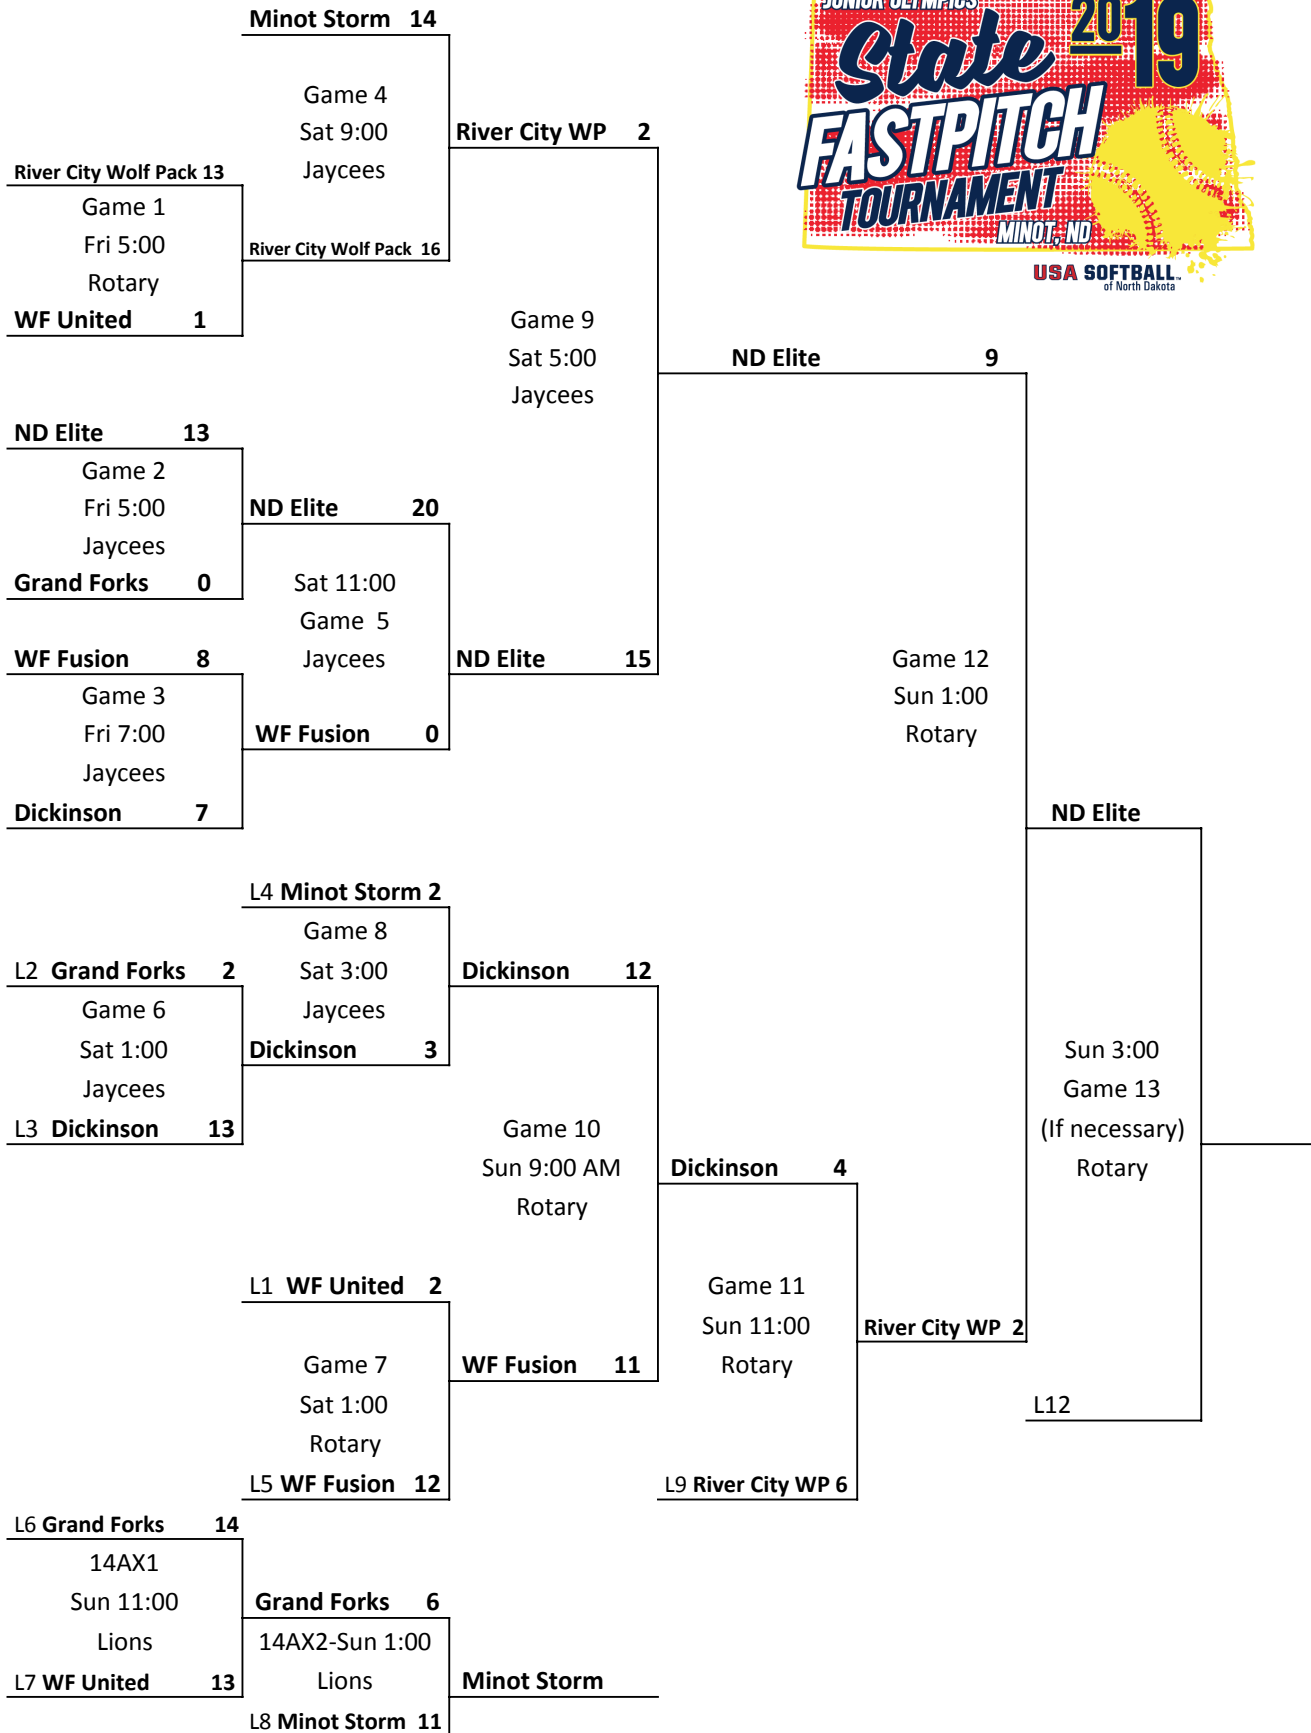 Minot Storm 14
JUNIOR OLYMPICS
2019
State
FASTPITCH
TOURNAMENT
MINOT, ND
USA SOFTBALL
of North Dakota
Game 4
Sat 9:00
Jaycees
River City WP 2
River City Wolf Pack 13
Game 1
Fri 5:00
Rotary
River City Wolf Pack 16
WF United 1
Game 9
Sat 5:00
Jaycees
ND Elite 9
ND Elite 13
Game 2
Fri 5:00
Jaycees
ND Elite 20
Grand Forks 0
Sat 11:00
Game 5
Jaycees
WF Fusion 8
ND Elite 15
Game 12
Sun 1:00
Rotary
Game 3
Fri 7:00
Jaycees
WF Fusion 0
Dickinson 7
ND Elite
L4 Minot Storm 2
Game 8
Sat 3:00
Jaycees
L2 Grand Forks 2
Dickinson 12
Game 6
Sat 1:00
Jaycees
Dickinson 3
L3 Dickinson 13
Sun 3:00
Game 13
(If necessary)
Rotary
Game 10
Sun 9:00 AM
Rotary
Dickinson 4
L1 WF United 2
Game 11
Sun 11:00
Rotary
River City WP 2
Game 7
Sat 1:00
Rotary
WF Fusion 11
L12
L5 WF Fusion 12
L9 River City WP 6
L6 Grand Forks 14
14AX1
Sun 11:00
Lions
Grand Forks 6
14AX2-Sun 1:00
Lions
L7 WF United 13
Minot Storm
L8 Minot Storm 11